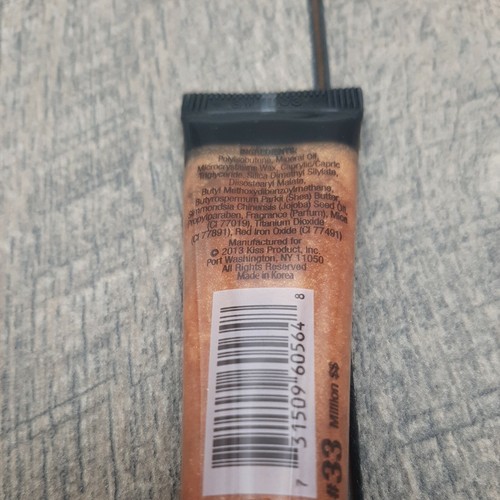 INGREDIENTS:
Polyisobutene, Mineral Oil,
Microcrystalline Wax, Caprylic/Capric
Triglyceride, Silica Dimethyl Silylate,
Diisostearyl Malate,
Butyl Methoxydibenzoylmethane,
Butyrospermum Parkii (Shea) Butter,
Simmondsia Chinensis (Jojoba) Seed Oil,
Propylparaben, Fragrance (Parfum), Mica
(CI 77019), Titanium Dioxide
(CI 77891), Red Iron Oxide (CI 77491)
Manufactured for
© 2013 Kiss Product, Inc.
Port Washington, NY 11050
All Rights Reserved
Made in Korea
7 31509 60564 8
#33 Million $$